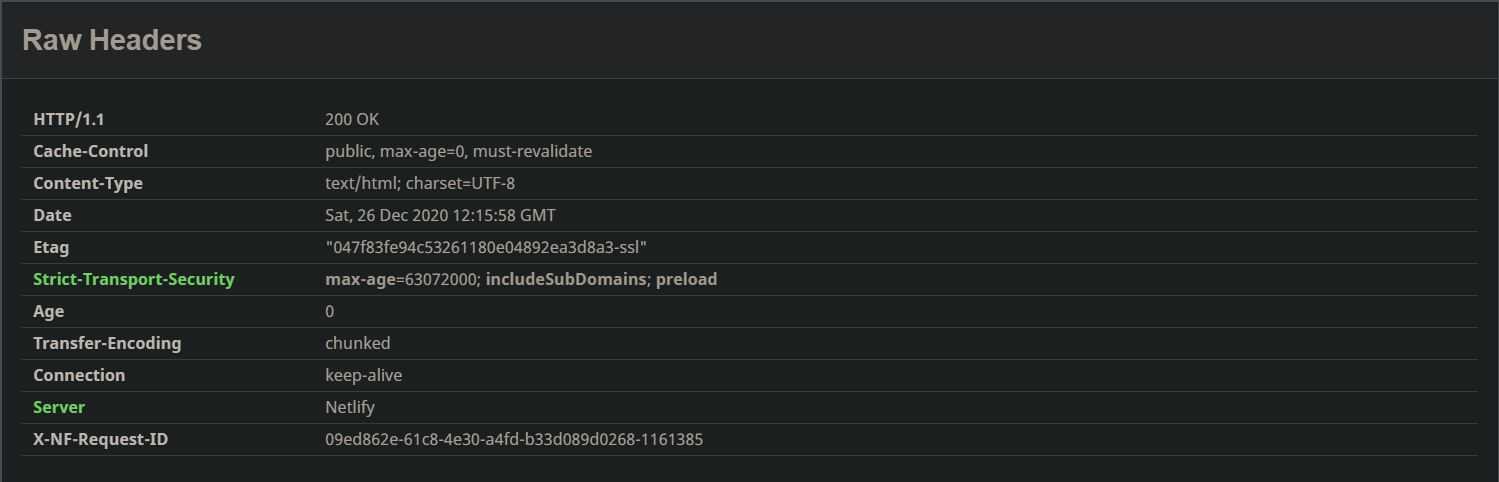 Raw Headers
HTTP/1.1 200 OK
Cache-Control public, max-age=0, must-revalidate
Content-Type text/html; charset=UTF-8
Date Sat, 26 Dec 2020 12:15:58 GMT
Etag "047f83fe94c53261180e04892ea3d8a3-ssl"
Strict-Transport-Security max-age=63072000; includeSubDomains; preload
Age 0
Transfer-Encoding chunked
Connection keep-alive
Server Netlify
X-NF-Request-ID 09ed862e-61c8-4e30-a4fd-b33d089d0268-1161385